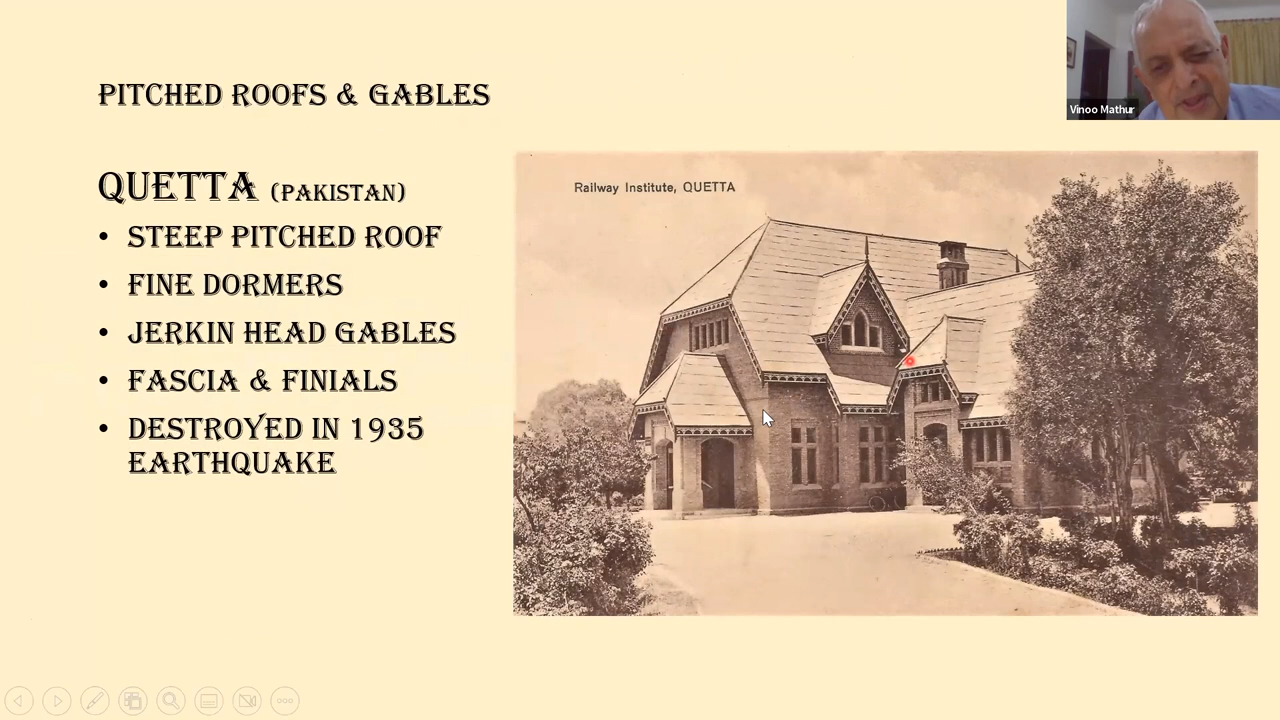 PITCHED ROOFS & GABLES
Vinoo Mathur
QUETTA (PAKISTAN)
• STEEP PITCHED ROOF
• FINE DORMERS
• JERKIN HEAD GABLES
• FASCIA & FINIALS
• DESTROYED IN 1935
EARTHQUAKE
Railway Institute, QUETTA